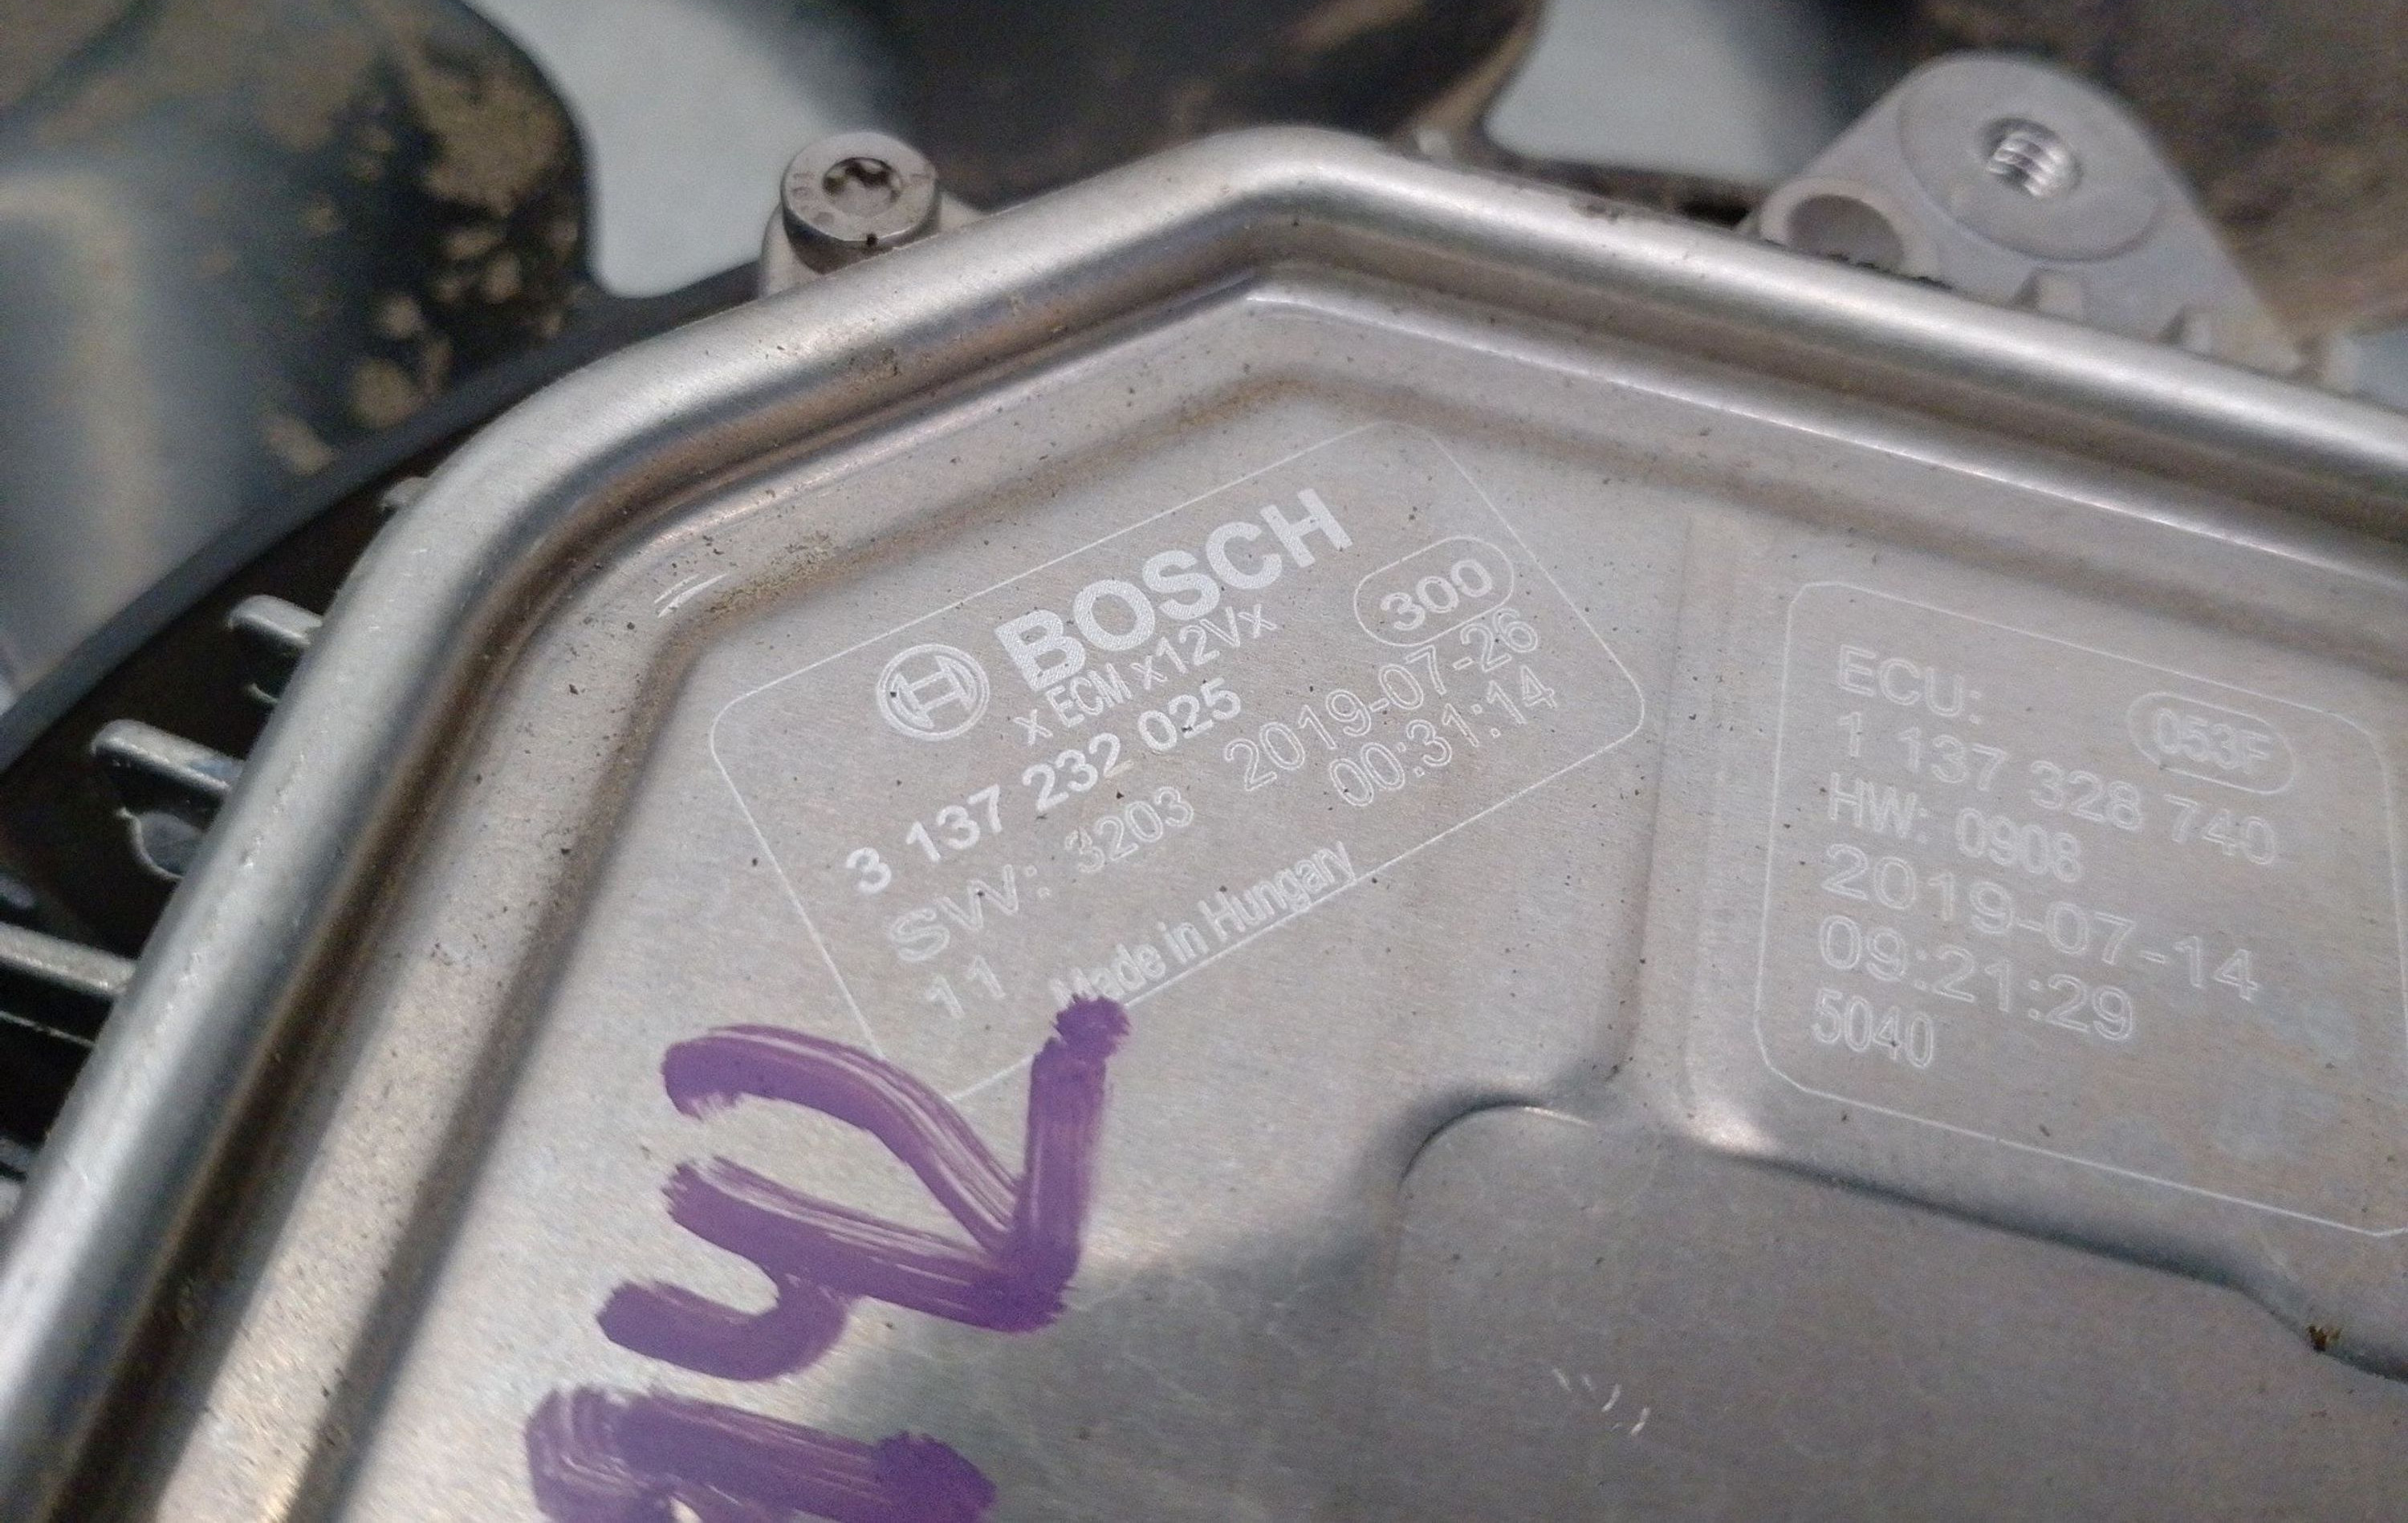 BOSCH
x ECM x12Vx
300
3 137 232 025
2019-07-26
SW: 3203
00:31:14
11
Made in Hungary
ECU:
053F
1 137 328 740
HW: 0908
2019-07-14
09:21:29
5040